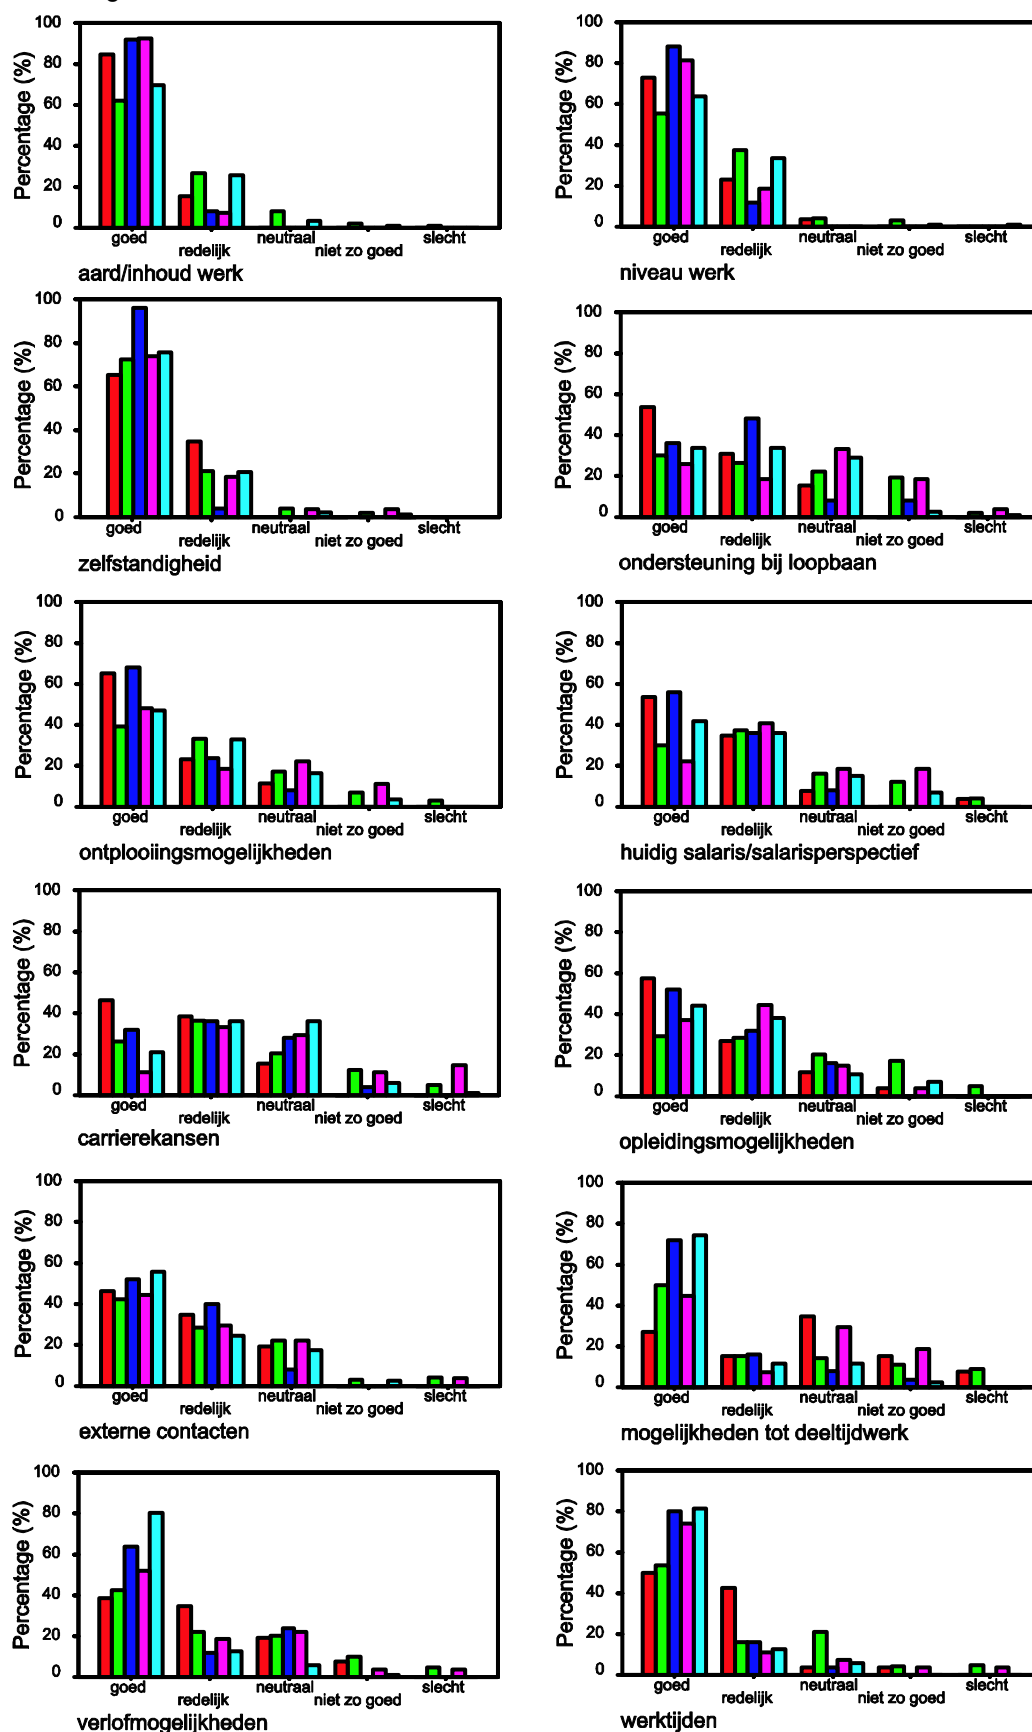 Percentage (%)
100
80
60
40
20
0
goed
redelijk
neutraal
niet zo goed
slecht
aard/inhoud werk
Percentage (%)
100
80
60
40
20
0
goed
redelijk
neutraal
niet zo goed
slecht
niveau werk
Percentage (%)
100
80
60
40
20
0
goed
redelijk
neutraal
niet zo goed
slecht
zelfstandigheid
Percentage (%)
100
80
60
40
20
0
goed
redelijk
neutraal
niet zo goed
slecht
ondersteuning bij loopbaan
Percentage (%)
100
80
60
40
20
0
goed
redelijk
neutraal
niet zo goed
slecht
ontplooiingsmogelijkheden
Percentage (%)
100
80
60
40
20
0
goed
redelijk
neutraal
niet zo goed
slecht
huidig salaris/salarisperspectief
Percentage (%)
100
80
60
40
20
0
goed
redelijk
neutraal
niet zo goed
slecht
carrierekansen
Percentage (%)
100
80
60
40
20
0
goed
redelijk
neutraal
niet zo goed
slecht
opleidingsmogelijkheden
Percentage (%)
100
80
60
40
20
0
goed
redelijk
neutraal
niet zo goed
slecht
externe contacten
Percentage (%)
100
80
60
40
20
0
goed
redelijk
neutraal
niet zo goed
slecht
mogelijkheden tot deeltijdwerk
Percentage (%)
100
80
60
40
20
0
goed
redelijk
neutraal
niet zo goed
slecht
verlofmogelijkheden
Percentage (%)
100
80
60
40
20
0
goed
redelijk
neutraal
niet zo goed
slecht
werktijden